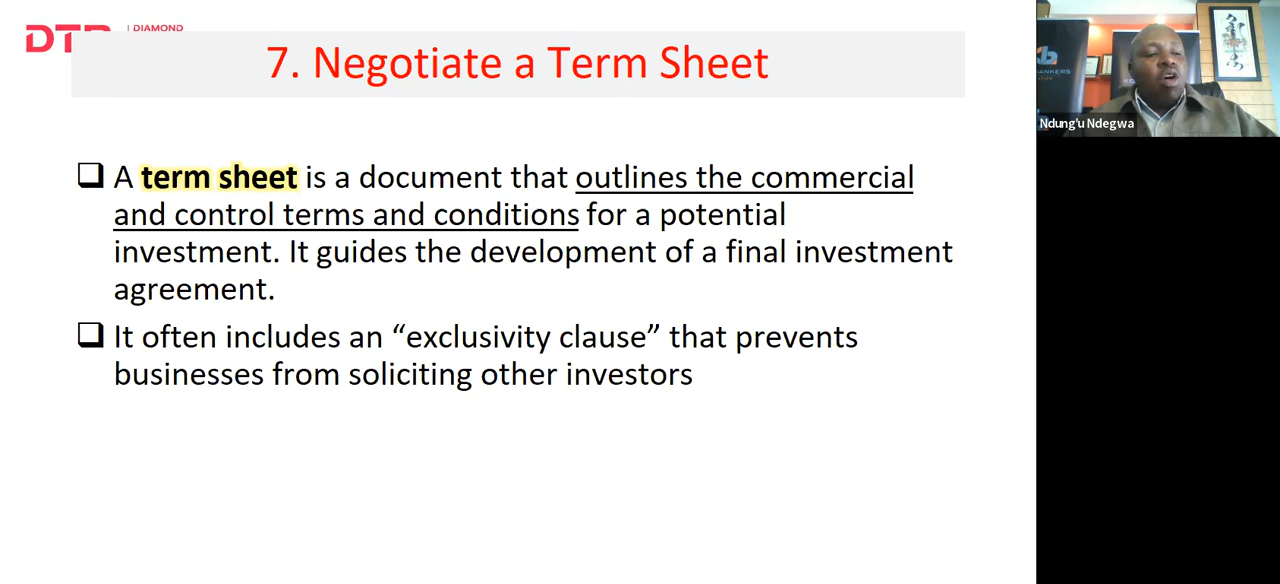 DTB DIAMOND
7. Negotiate a Term Sheet
A term sheet is a document that outlines the commercial
and control terms and conditions for a potential
investment. It guides the development of a final investment
agreement.
It often includes an “exclusivity clause” that prevents
businesses from soliciting other investors
Ndung'u Ndegwa